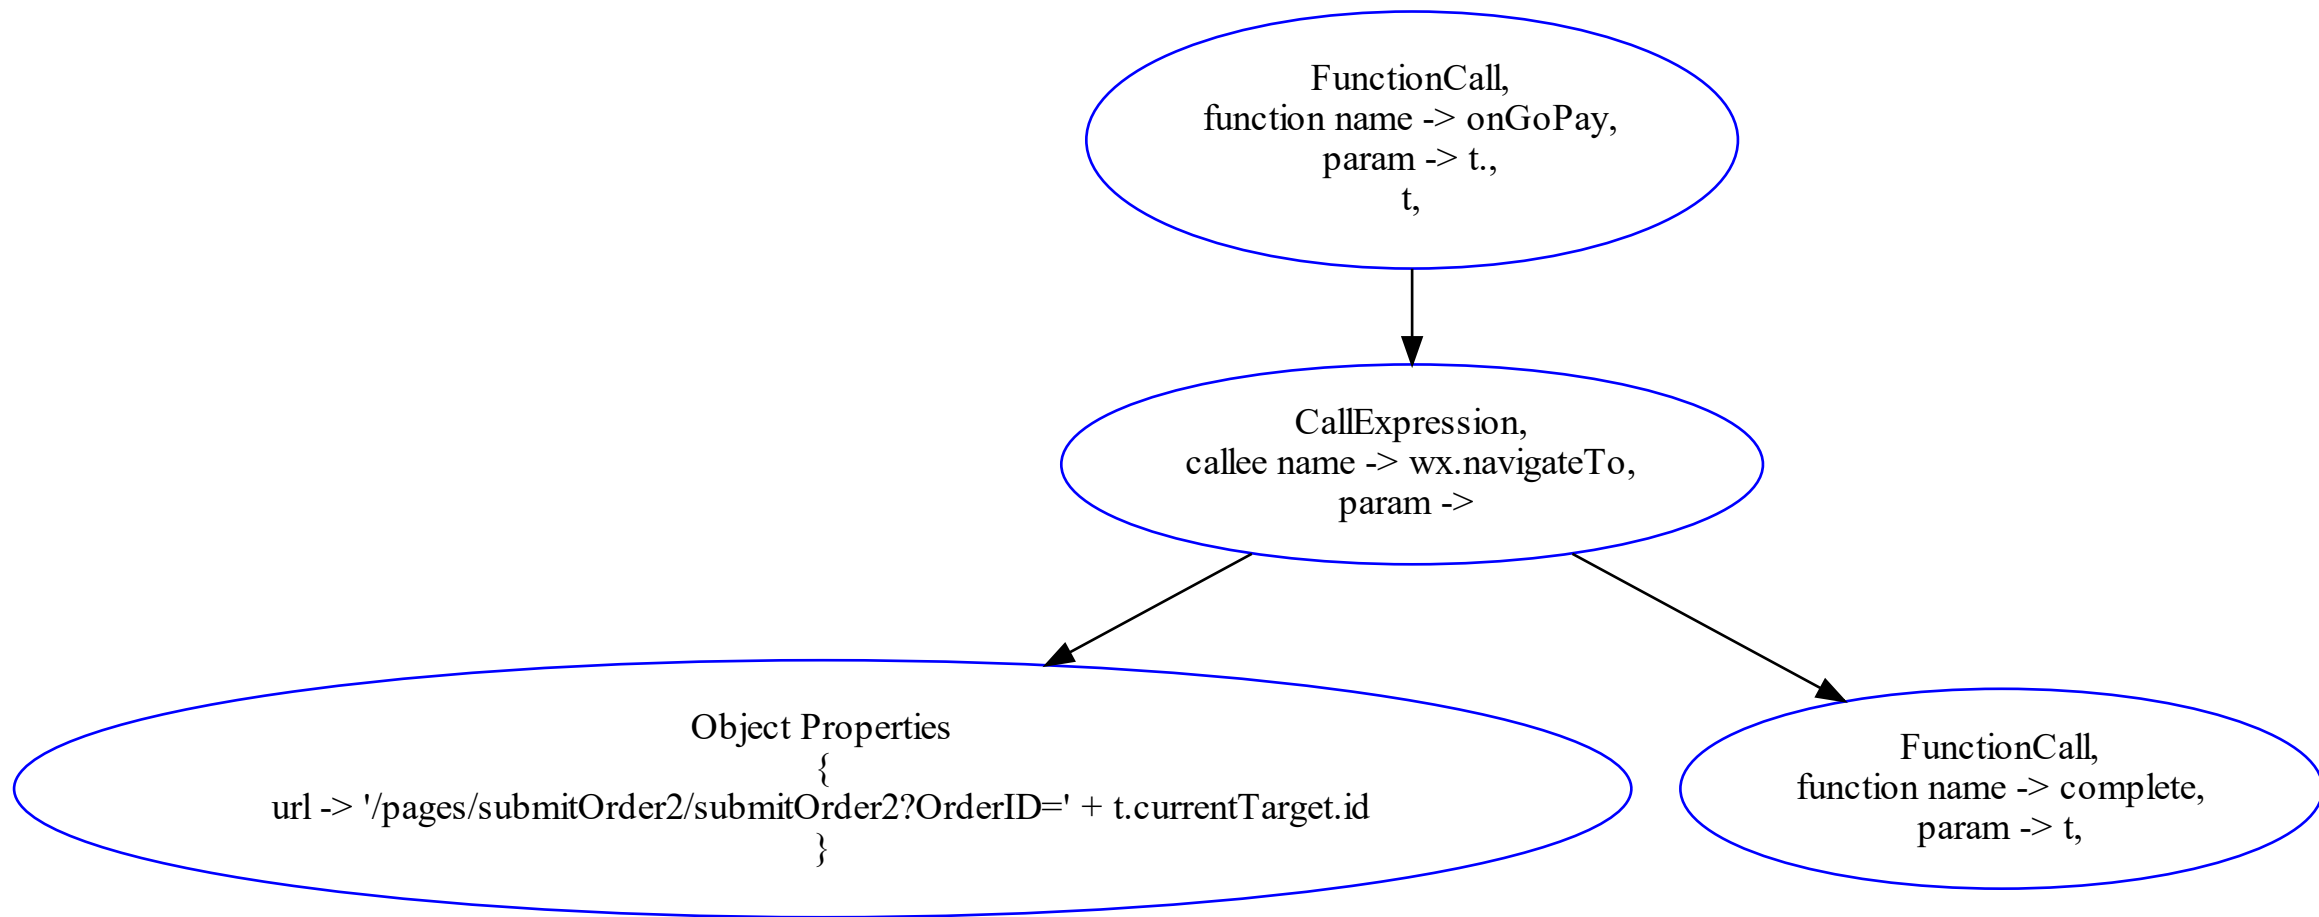 FunctionCall,
function name -> onGoPay,
param -> t.,
t,
CallExpression,
callee name -> wx.navigateTo,
param ->
Object Properties
{
url -> '/pages/submitOrder2/submitOrder2?OrderID=' + t.currentTarget.id
}
FunctionCall,
function name -> complete,
param -> t,